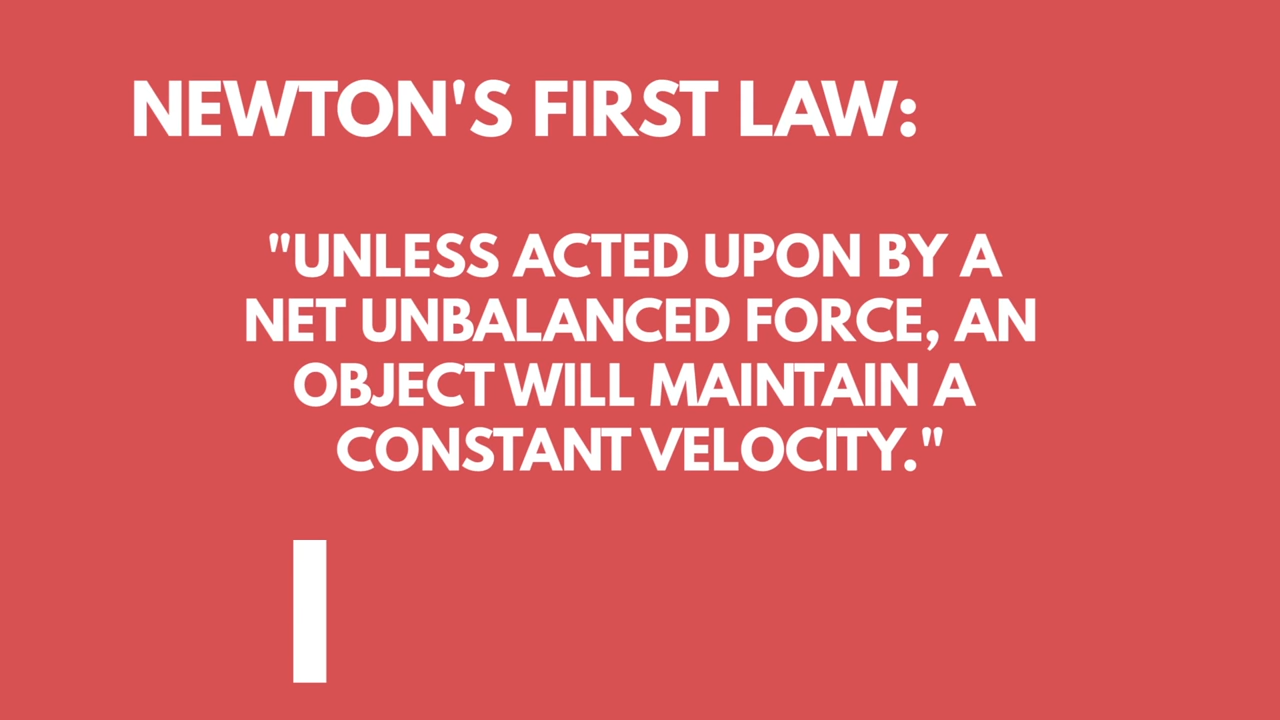 NEWTON'S FIRST LAW:
"UNLESS ACTED UPON BY A
NET UNBALANCED FORCE, AN
OBJECT WILL MAINTAIN A
CONSTANT VELOCITY."